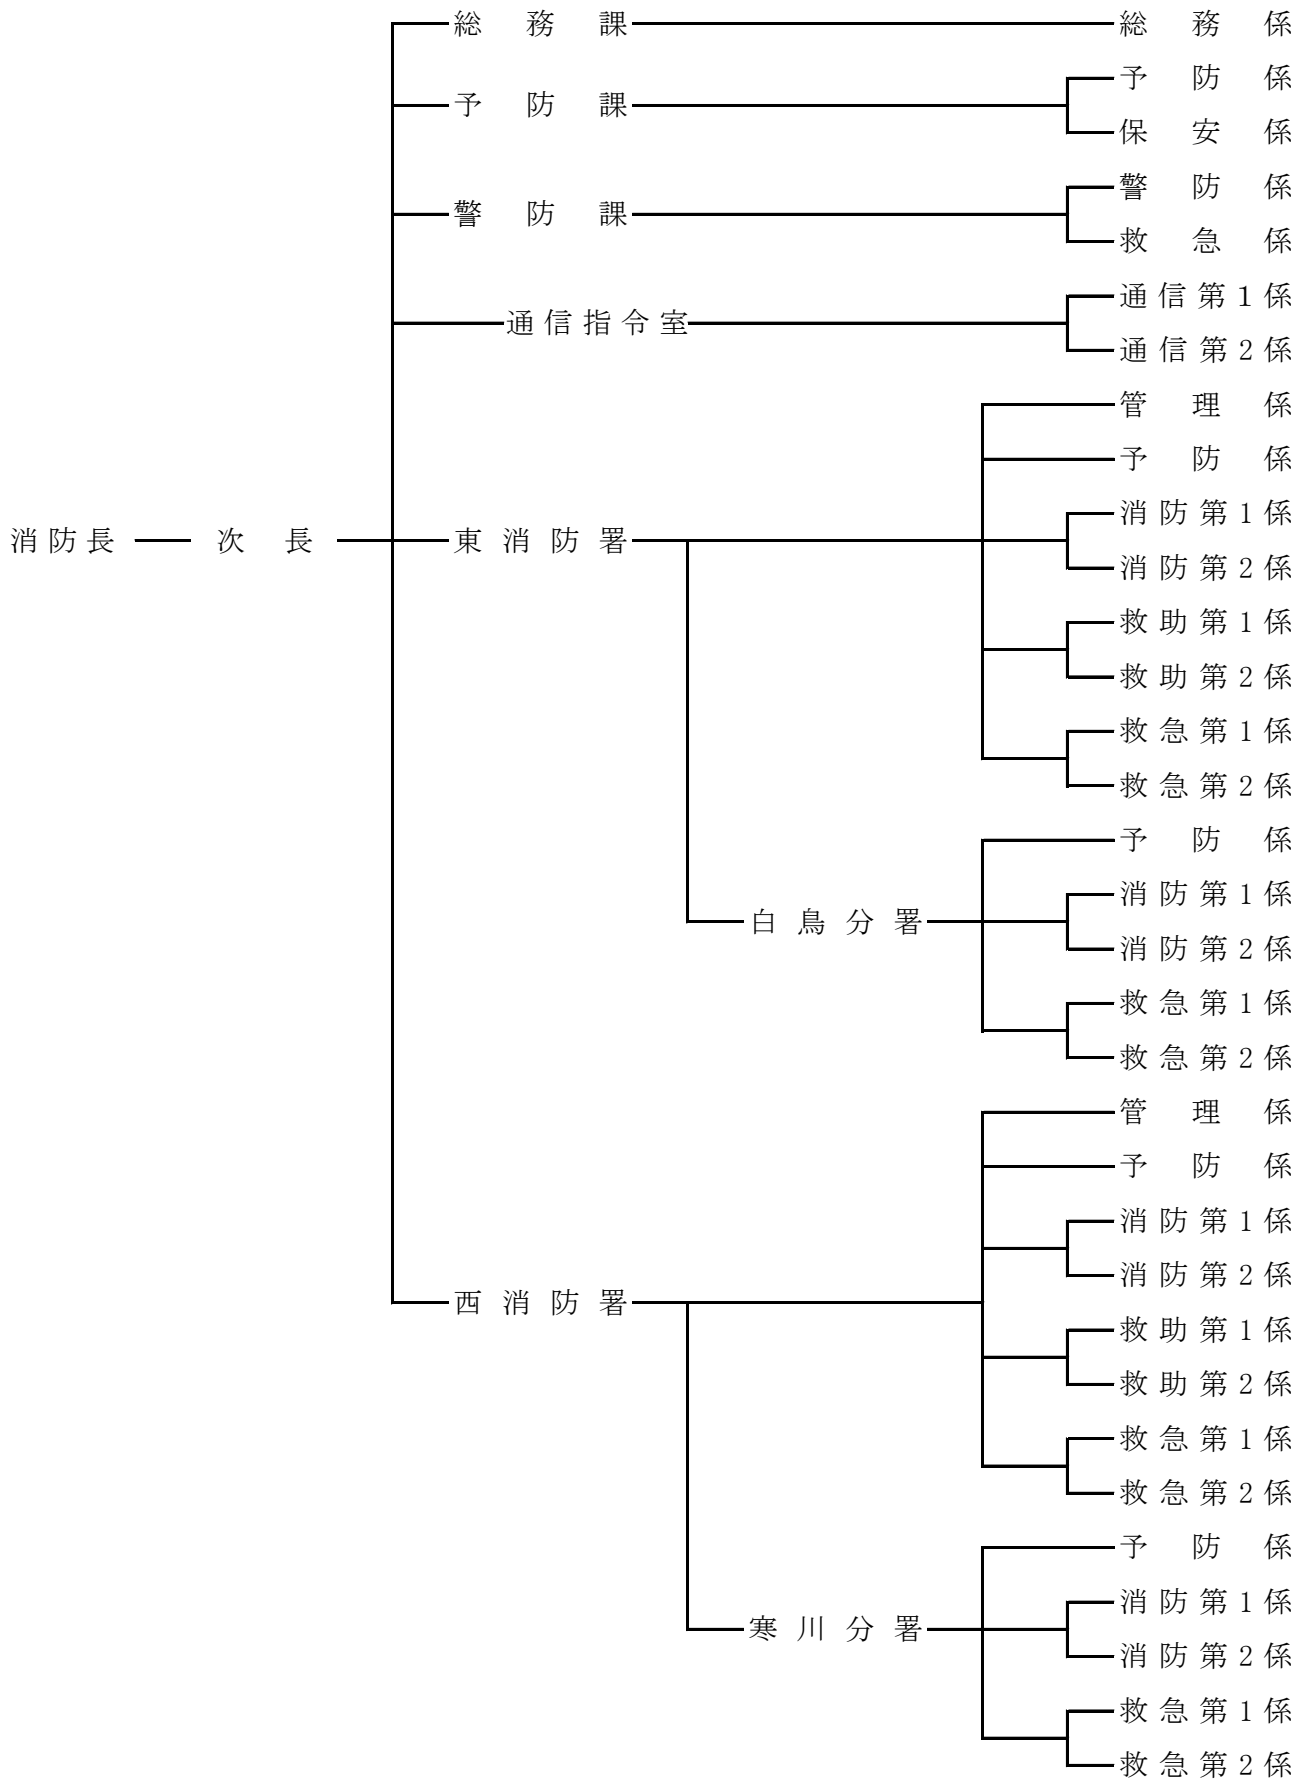 総務課 総務係
予防係
予防課
保安係
警防係
警防課
救急係
通信第1係
通信指令室
通信第2係
管理係
予防係
消防第1係
消防長 次長 東消防署
消防第2係
救助第1係
救助第2係
救急第1係
救急第2係
予防係
消防第1係
白鳥分署
消防第2係
救急第1係
救急第2係
管理係
予防係
消防第1係
消防第2係
西消防署
救助第1係
救助第2係
救急第1係
救急第2係
予防係
消防第1係
寒川分署
消防第2係
救急第1係
救急第2係